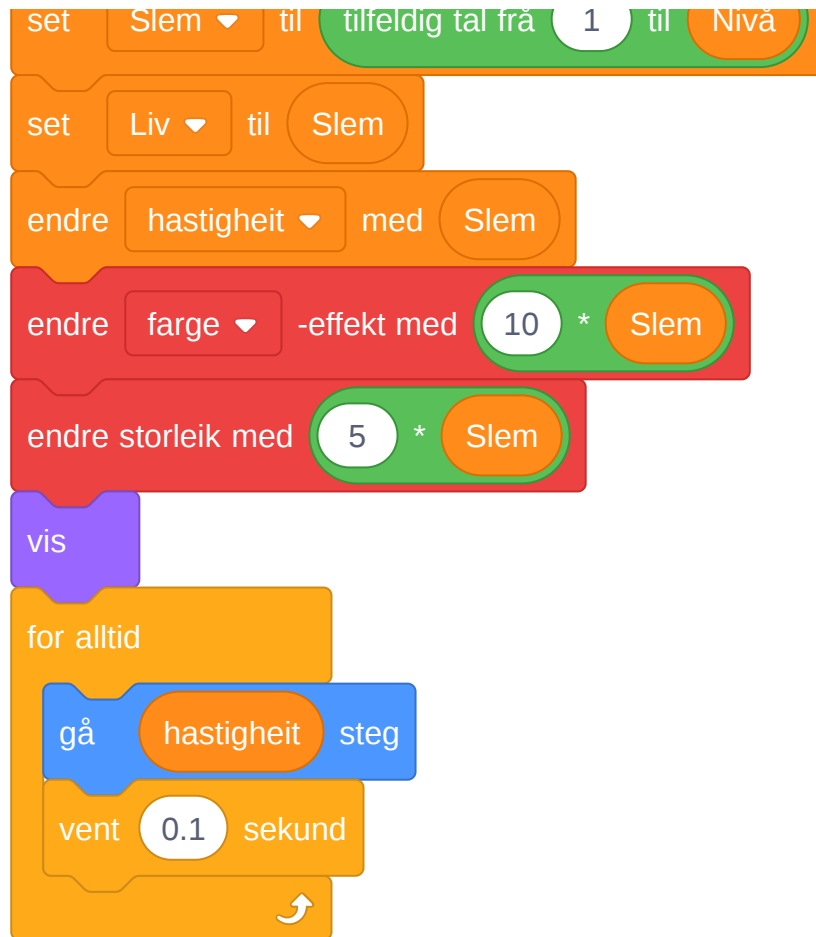 set Slem til tilfeldig tal frå 1 til Nivå
set Liv til Slem
endre hastigheit med Slem
endre farge -effekt med 10 * Slem
endre storleik med 5 * Slem
vis
for alltid
gå hastigheit steg
vent 0.1 sekund